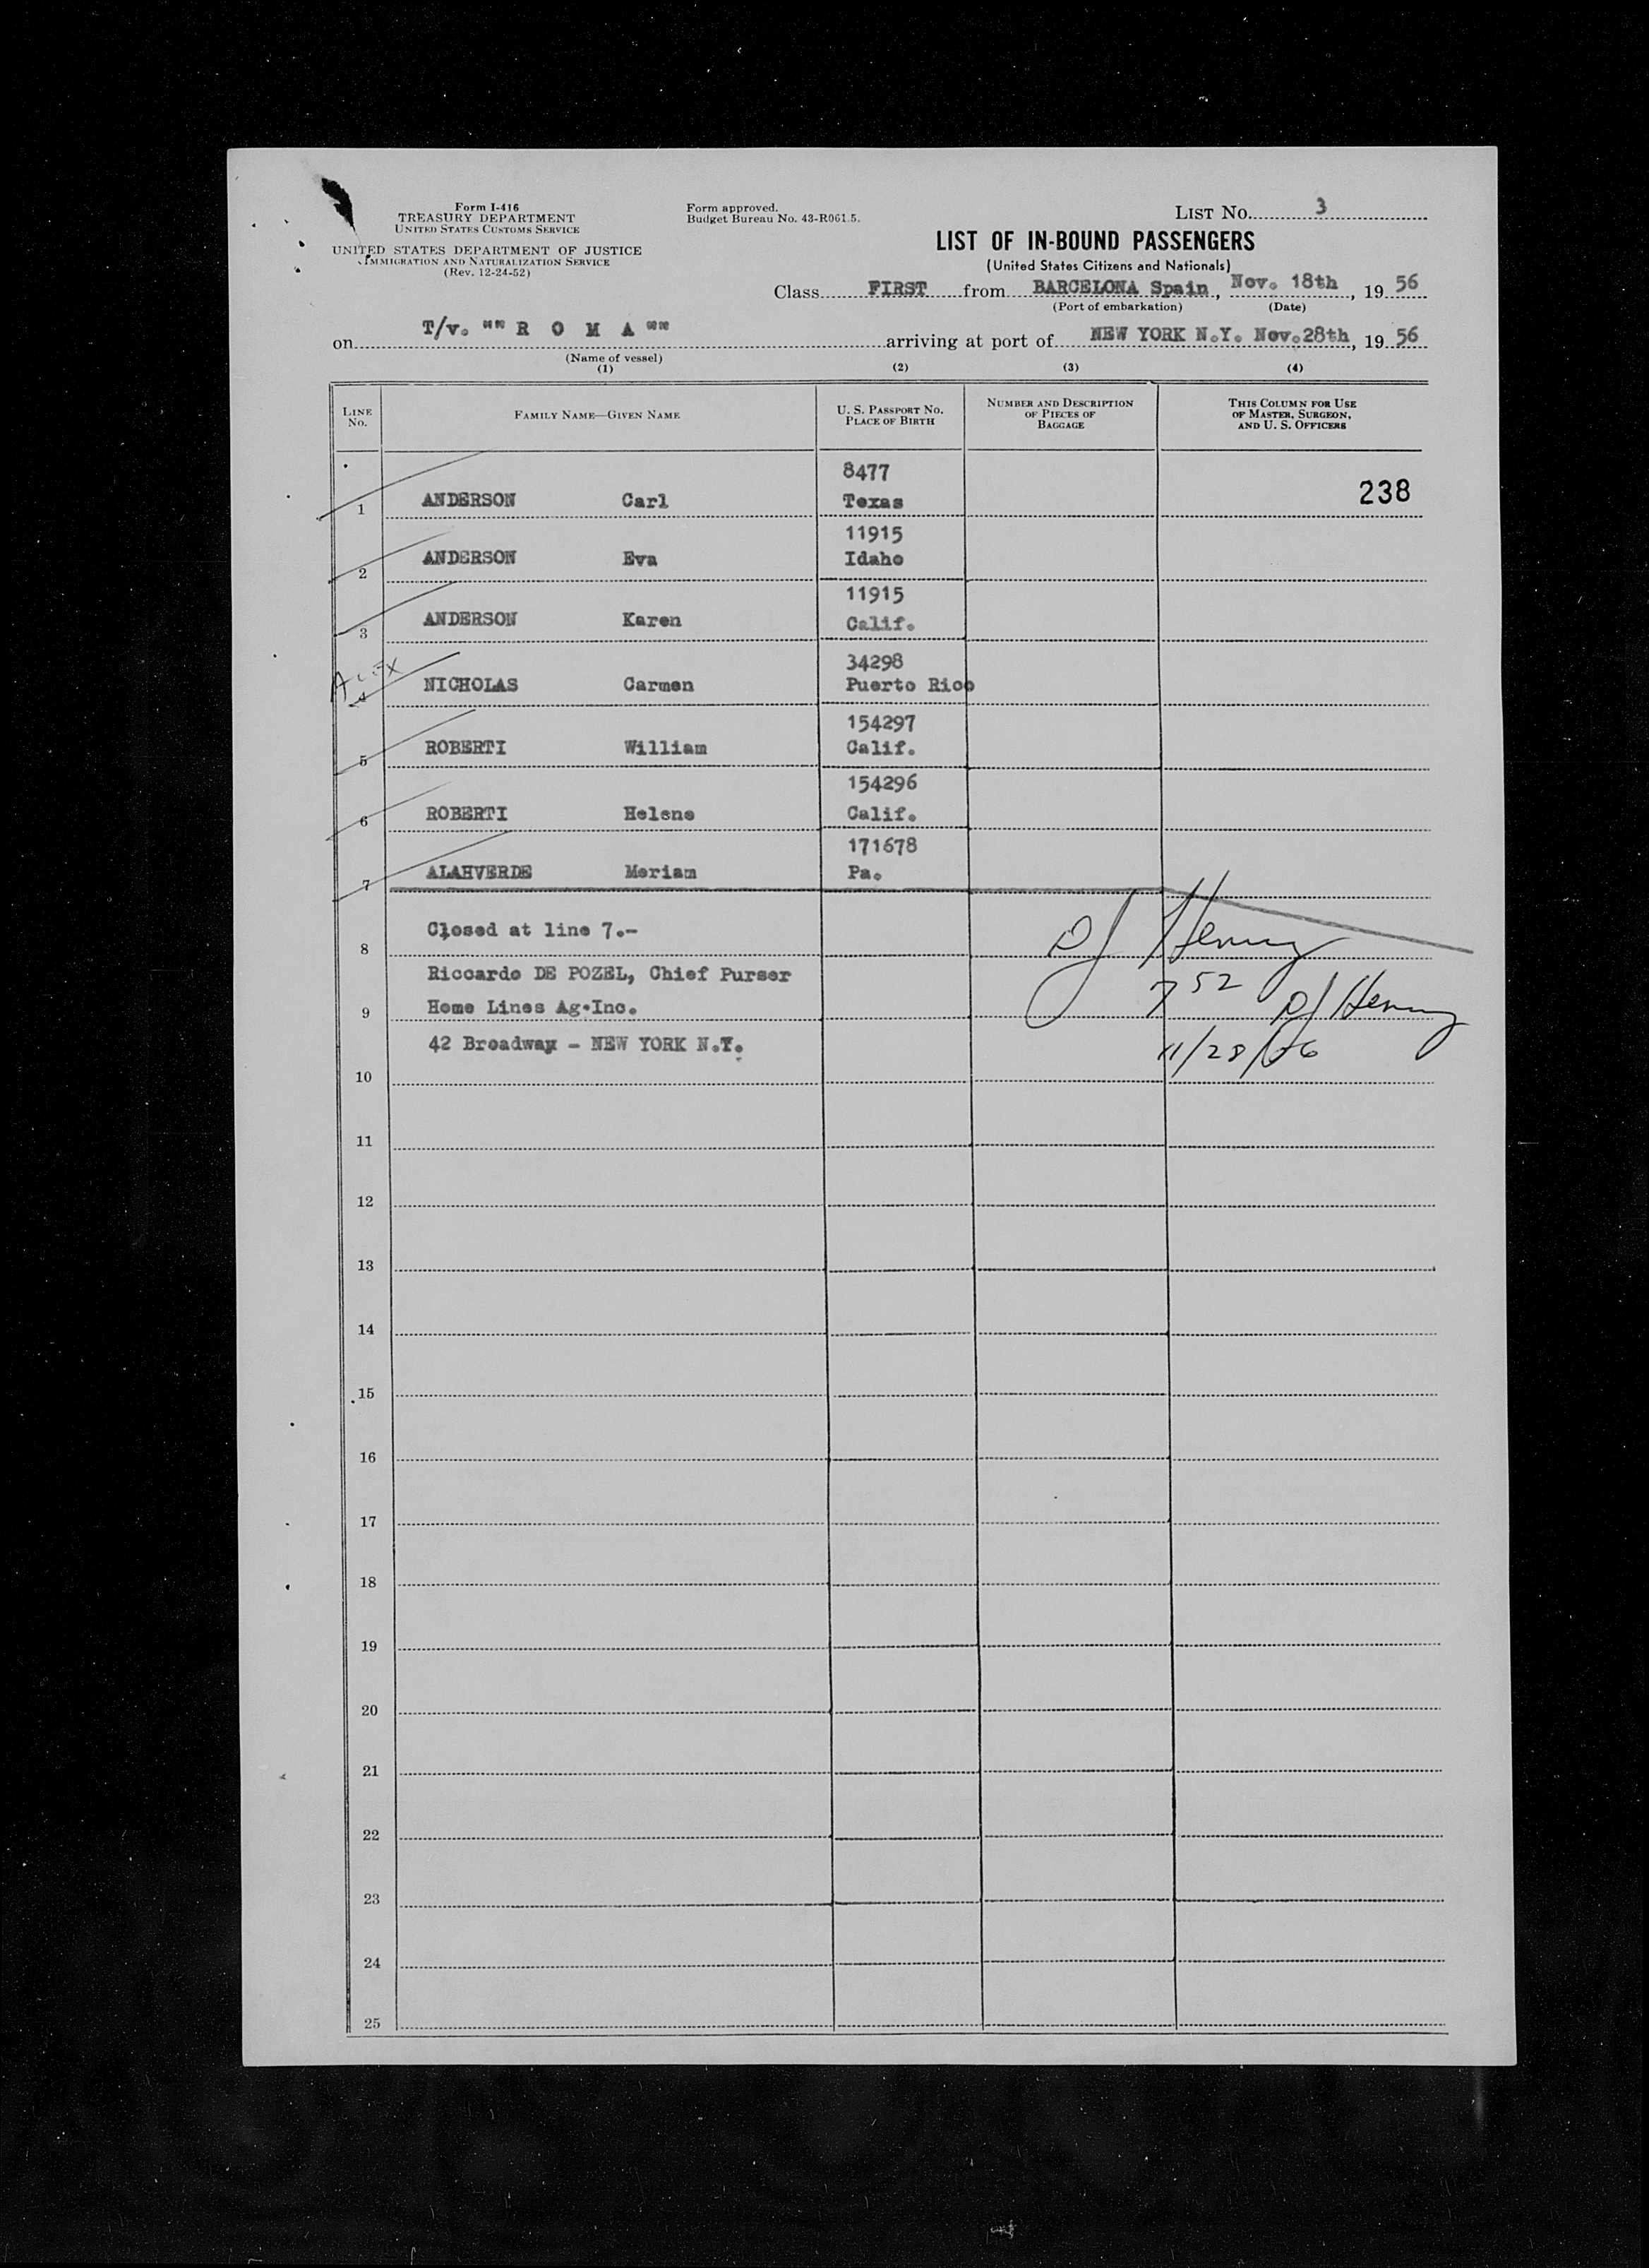 Form I-416
TREASURY DEPARTMENT
UNITED STATES CUSTOMS SERVICE
UNITED STATES DEPARTMENT OF JUSTICE
IMMIGRATION AND NATURALIZATION SERVICE
(Rev. 12-24-52)
Form approved.
Budget Bureau No. 43-R061.5.
LIST No. 3
LIST OF IN-BOUND PASSENGERS
(United States Citizens and Nationals)
Class FIRST from BARCELONA Spain, Nov. 18th, 19 56
(Port of embarkation) (Date)
on T/v. "" R O M A "" arriving at port of NEW YORK N.Y. Nov.28th, 19 56
(Name of vessel)
(1) (2) (3) (4)
LINE No. FAMILY NAME—GIVEN NAME U. S. PASSPORT NO. PLACE OF BIRTH NUMBER AND DESCRIPTION OF PIECES OF BAGGAGE THIS COLUMN FOR USE OF MASTER, SURGEON, AND U. S. OFFICERS
8477
1 ANDERSON Carl Texas 238
11915
2 ANDERSON Eva Idaho
11915
3 ANDERSON Karen Calif.
34298
4 NICHOLAS Carmen Puerto Rico
154297
5 ROBERTI William Calif.
154296
6 ROBERTI Helene Calif.
171678
7 ALAHVERDE Meriam Pa.
8 Closed at line 7.-
Riccardo DE POZEL, Chief Purser
9 Home Lines Ag.Inc.
42 Broadway - NEW YORK N.Y.
10
Henry
7 52
Henry
11/28/56
11
12
13
14
15
16
17
18
19
20
21
22
23
24
25